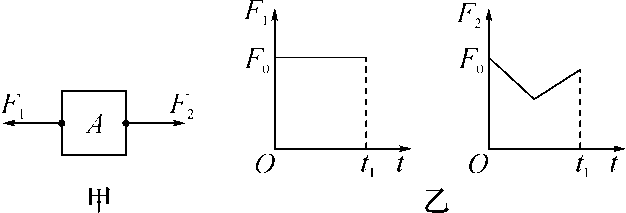 F₁ A F₂
甲
F₁
F₀
O t₁ t
F₂
F₀
O t₁ t
乙